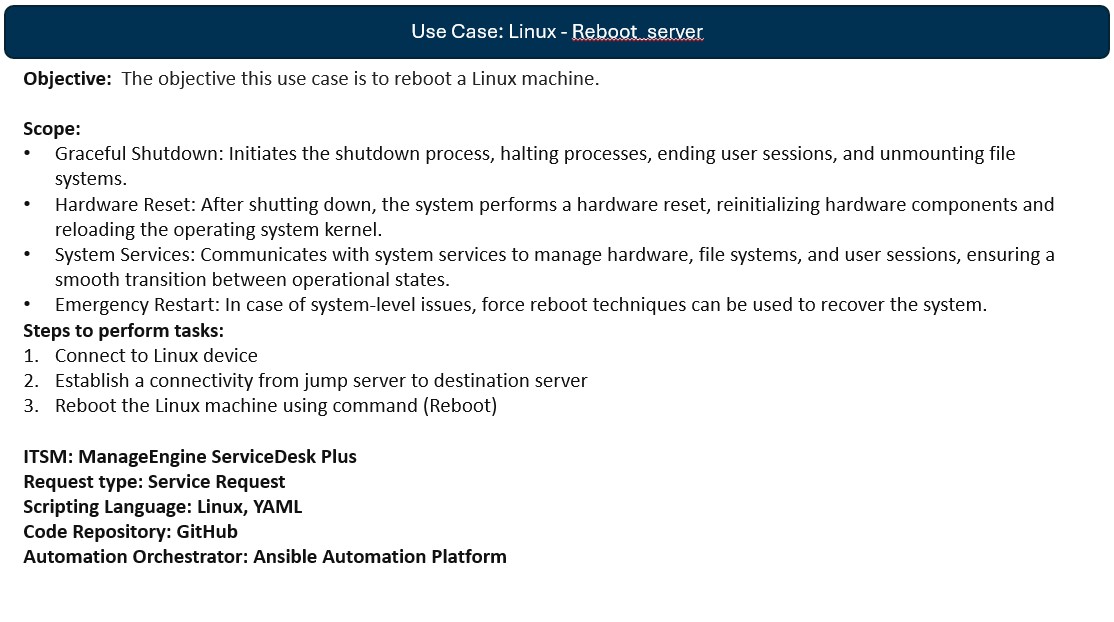 Use Case: Linux - Reboot_server
Objective:  The objective this use case is to reboot a Linux machine.
Scope:
• Graceful Shutdown: Initiates the shutdown process, halting processes, ending user sessions, and unmounting file
systems.
• Hardware Reset: After shutting down, the system performs a hardware reset, reinitializing hardware components and
reloading the operating system kernel.
• System Services: Communicates with system services to manage hardware, file systems, and user sessions, ensuring a
smooth transition between operational states.
• Emergency Restart: In case of system-level issues, force reboot techniques can be used to recover the system.
Steps to perform tasks:
1. Connect to Linux device
2. Establish a connectivity from jump server to destination server
3. Reboot the Linux machine using command (Reboot)
ITSM: ManageEngine ServiceDesk Plus
Request type: Service Request
Scripting Language: Linux, YAML
Code Repository: GitHub
Automation Orchestrator: Ansible Automation Platform